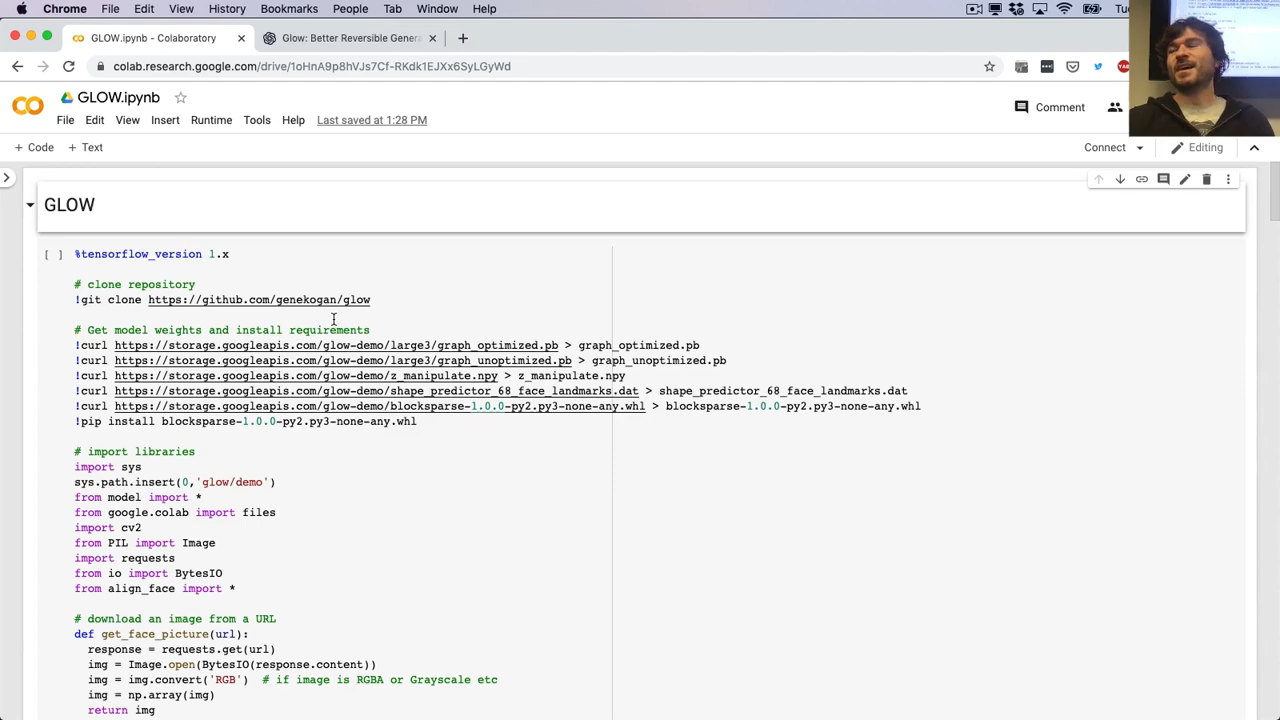 Chrome File Edit View History Bookmarks People Tab Window Help Tu
GLOW.ipynb - Colaboratory
Glow: Better Reversible Genera
colab.research.google.com/drive/1oHnA9p8hVJs7Cf-RKdkhUJXx6SyLGyWd
GLOW.ipynb
File Edit View Insert Runtime Tools Help Last saved at 1:28 PM
Comment
+ Code + Text
Connect Editing
GLOW
[ ] %tensorflow_version 1.x
# clone repository
!git clone https://github.com/genekogan/glow
# Get model weights and install requirements
!curl https://storage.googleapis.com/glow-demo/large3/graph_optimized.pb > graph_optimized.pb
!curl https://storage.googleapis.com/glow-demo/large3/graph_unoptimized.pb > graph_unoptimized.pb
!curl https://storage.googleapis.com/glow-demo/z_manipulate.npy > z_manipulate.npy
!curl https://storage.googleapis.com/glow-demo/shape_predictor_68_face_landmarks.dat > shape_predictor_68_face_landmarks.dat
!curl https://storage.googleapis.com/glow-demo/blocksparse-1.0.0-py2.py3-none-any.whl > blocksparse-1.0.0-py2.py3-none-any.whl
!pip install blocksparse-1.0.0-py2.py3-none-any.whl
# import libraries
import sys
sys.path.insert(0,'glow/demo')
from model import *
from google.colab import files
import cv2
from PIL import Image
import requests
from io import BytesIO
from align_face import *
# download an image from a URL
def get_face_picture(url):
response = requests.get(url)
img = Image.open(BytesIO(response.content))
img = img.convert('RGB') # if image is RGBA or Grayscale etc
img = np.array(img)
return img